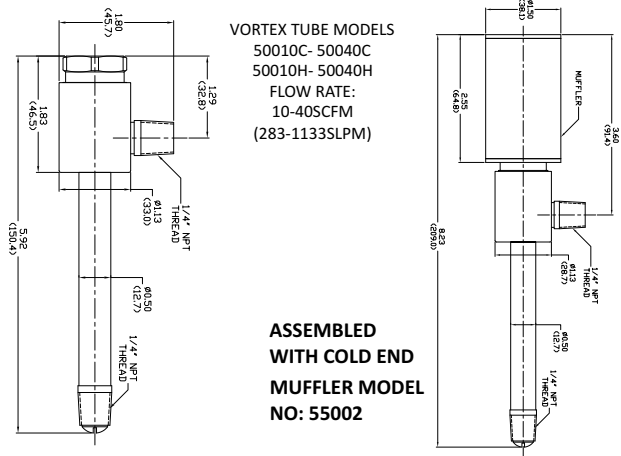 1.80
(45.7)
5.92
(150.4)
1.83
(46.5)
1.29
(32.8)
1/4" NPT
THREAD
ø1.13
(33.0)
ø0.50
(12.7)
1/4" NPT
THREAD
VORTEX TUBE MODELS
50010C- 50040C
50010H- 50040H
FLOW RATE:
10-40SCFM
(283-1133SLPM)
ASSEMBLED
WITH COLD END
MUFFLER MODEL
NO: 55002
ø1.50
(38.1)
MUFFLER
2.55
(64.8)
3.60
(91.4)
8.23
(209.0)
1/4" NPT
THREAD
ø1.13
(28.7)
ø0.50
(12.7)
1/4" NPT
THREAD